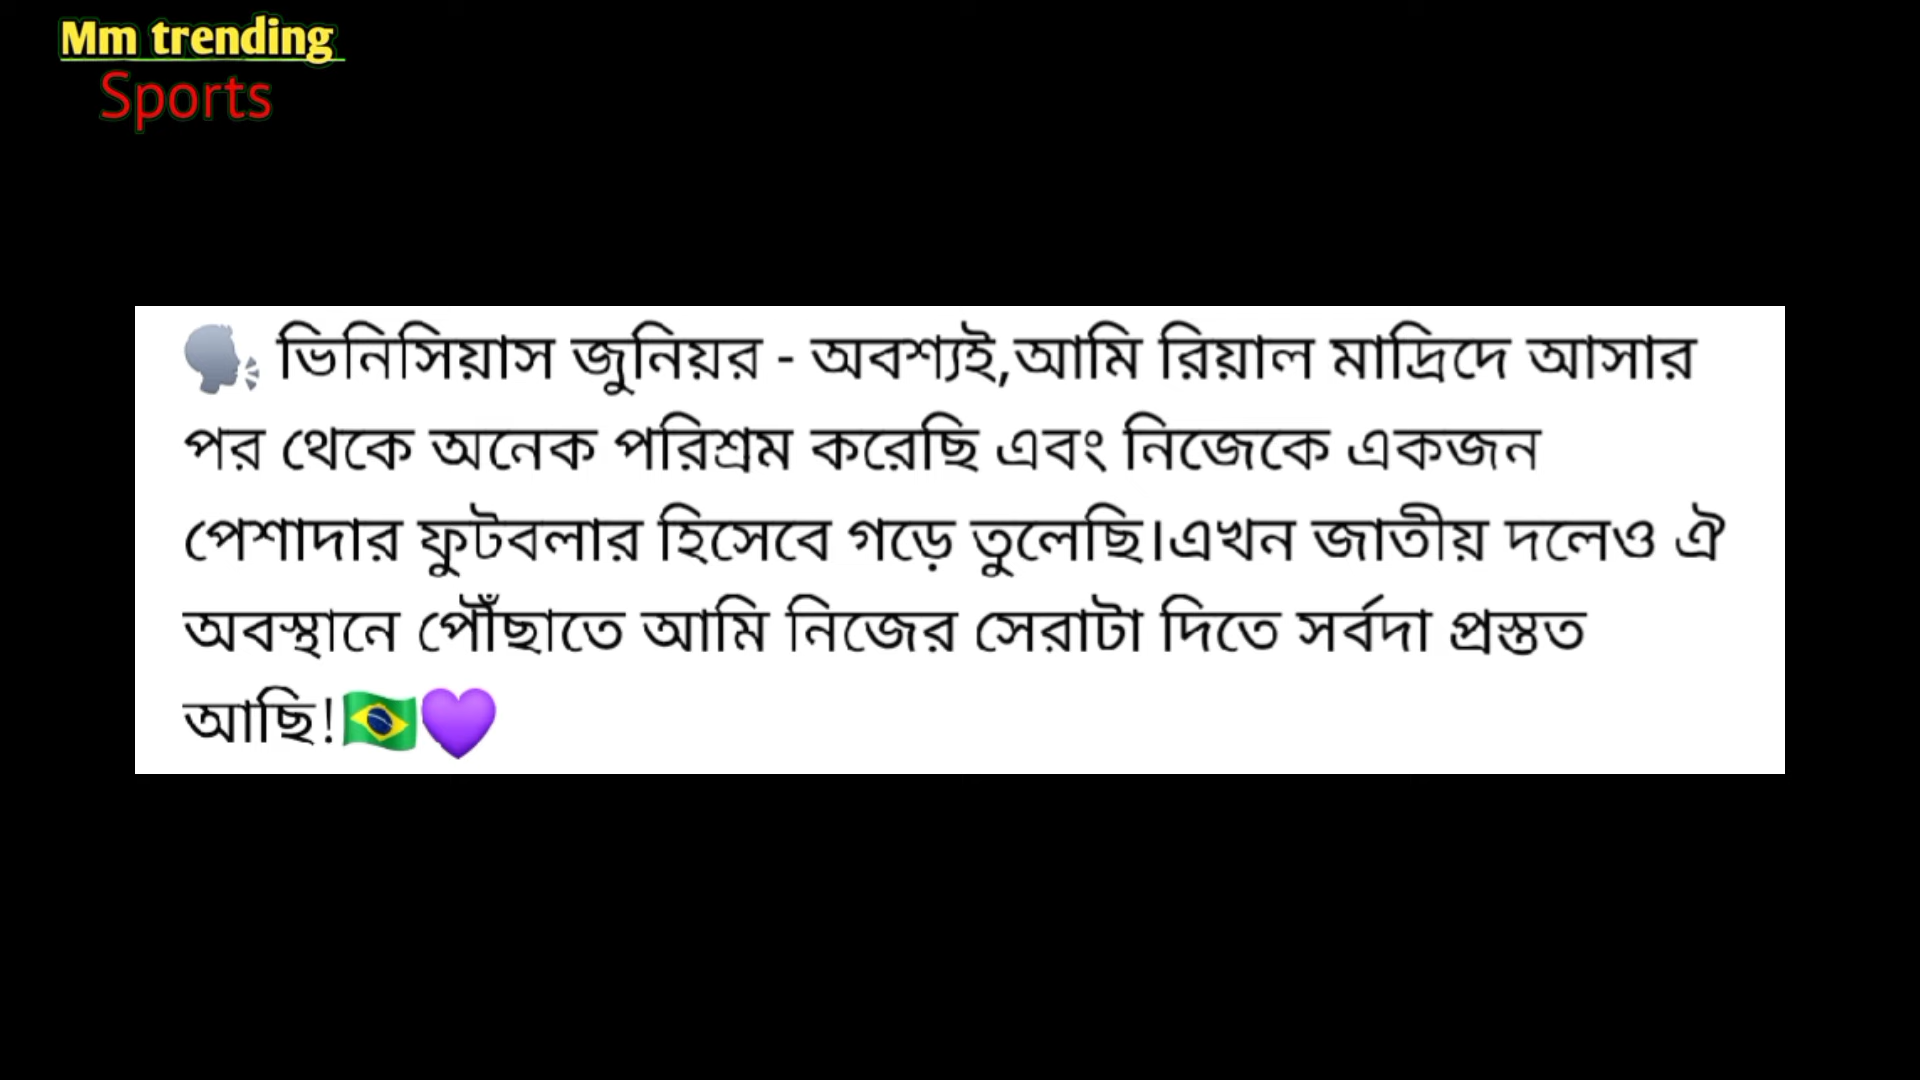 Mm trending
Sports
🗣️ ভিনিসিয়াস জুনিয়র - অবশ্যই,আমি রিয়াল মাদ্রিদে আসার
পর থেকে অনেক পরিশ্রম করেছি এবং নিজেকে একজন
পেশাদার ফুটবলার হিসেবে গড়ে তুলেছি।এখন জাতীয় দলেও ঐ
অবস্থানে পৌঁছাতে আমি নিজের সেরাটা দিতে সর্বদা প্রস্তত
আছি!🇧🇷💜